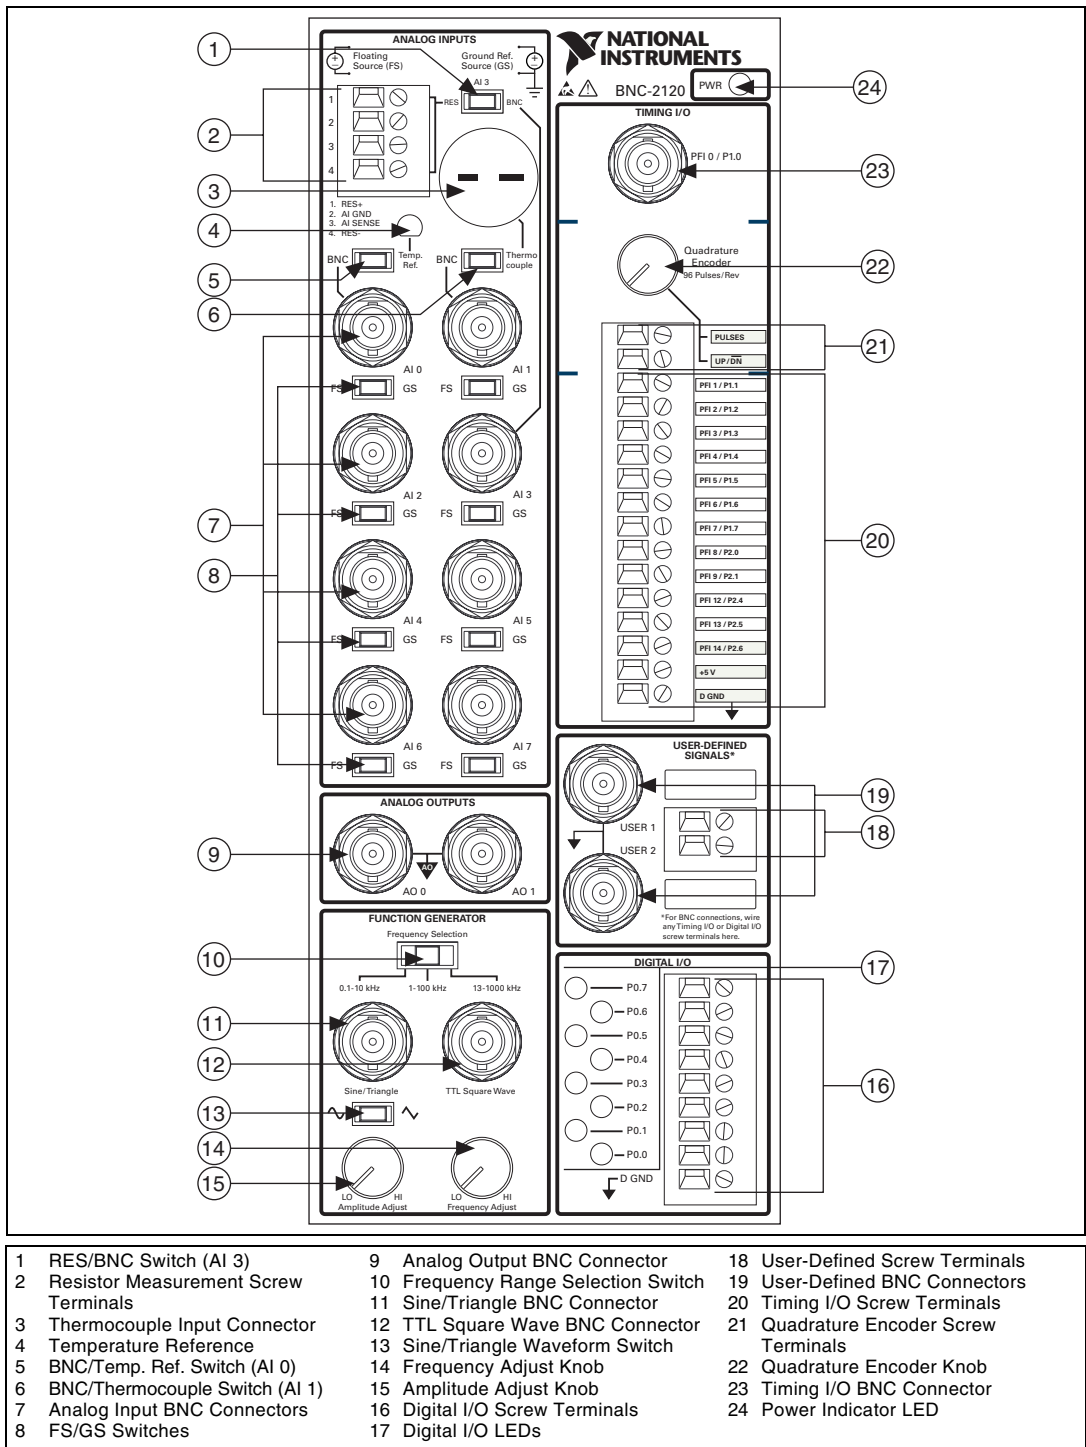 ANALOG INPUTS
Floating
Source (FS)
Ground Ref.
Source (GS)
AI 3
RES
BNC
1
2
3
4
1. RES+
2. AI GND
3. AI SENSE
4. RES-
Temp.
Ref.
Thermo
couple
BNC
BNC
AI 0
AI 1
FS
GS
FS
GS
AI 2
AI 3
FS
GS
FS
GS
AI 4
AI 5
FS
GS
FS
GS
AI 6
AI 7
FS
GS
FS
GS
ANALOG OUTPUTS
AO
AO 0
AO 1
FUNCTION GENERATOR
Frequency Selection
0.1-10 kHz
1-100 kHz
13-1000 kHz
Sine/Triangle
TTL Square Wave
LO
HI
Amplitude Adjust
LO
HI
Frequency Adjust
NATIONAL
INSTRUMENTS
BNC-2120
PWR
TIMING I/O
PFI 0 / P1.0
Quadrature
Encoder
96 Pulses/Rev
PULSES
UP/DN
PFI 1 / P1.1
PFI 2 / P1.2
PFI 3 / P1.3
PFI 4 / P1.4
PFI 5 / P1.5
PFI 6 / P1.6
PFI 7 / P1.7
PFI 8 / P2.0
PFI 9 / P2.1
PFI 12 / P2.4
PFI 13 / P2.5
PFI 14 / P2.6
+5 V
D GND
USER-DEFINED
SIGNALS*
USER 1
USER 2
*For BNC connections, wire
any Timing I/O or Digital I/O
screw terminals here.
DIGITAL I/O
P0.7
P0.6
P0.5
P0.4
P0.3
P0.2
P0.1
P0.0
D GND
1
2
3
4
5
6
7
8
9
10
11
12
13
14
15
24
23
22
21
20
19
18
17
16
1 RES/BNC Switch (AI 3)
2 Resistor Measurement Screw
Terminals
3 Thermocouple Input Connector
4 Temperature Reference
5 BNC/Temp. Ref. Switch (AI 0)
6 BNC/Thermocouple Switch (AI 1)
7 Analog Input BNC Connectors
8 FS/GS Switches
9 Analog Output BNC Connector
10 Frequency Range Selection Switch
11 Sine/Triangle BNC Connector
12 TTL Square Wave BNC Connector
13 Sine/Triangle Waveform Switch
14 Frequency Adjust Knob
15 Amplitude Adjust Knob
16 Digital I/O Screw Terminals
17 Digital I/O LEDs
18 User-Defined Screw Terminals
19 User-Defined BNC Connectors
20 Timing I/O Screw Terminals
21 Quadrature Encoder Screw
Terminals
22 Quadrature Encoder Knob
23 Timing I/O BNC Connector
24 Power Indicator LED